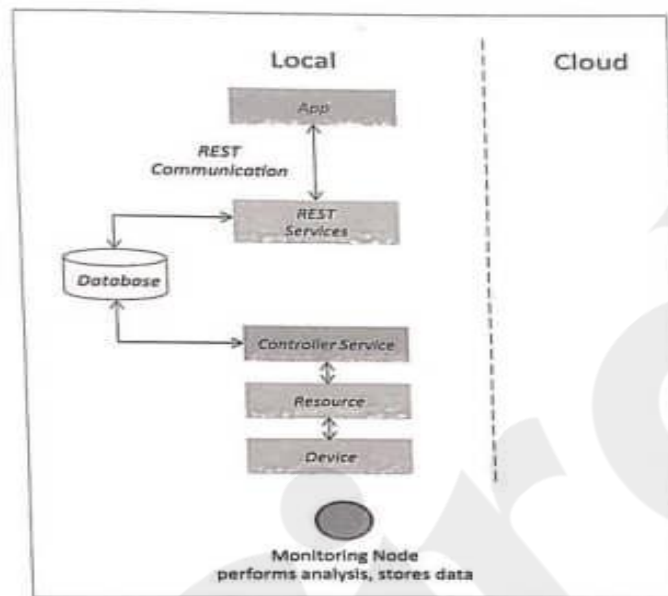 Local
Cloud
App
REST
Communication
REST
Services
Database
Controller Service
Resource
Device
Monitoring Node
performs analysis, stores data